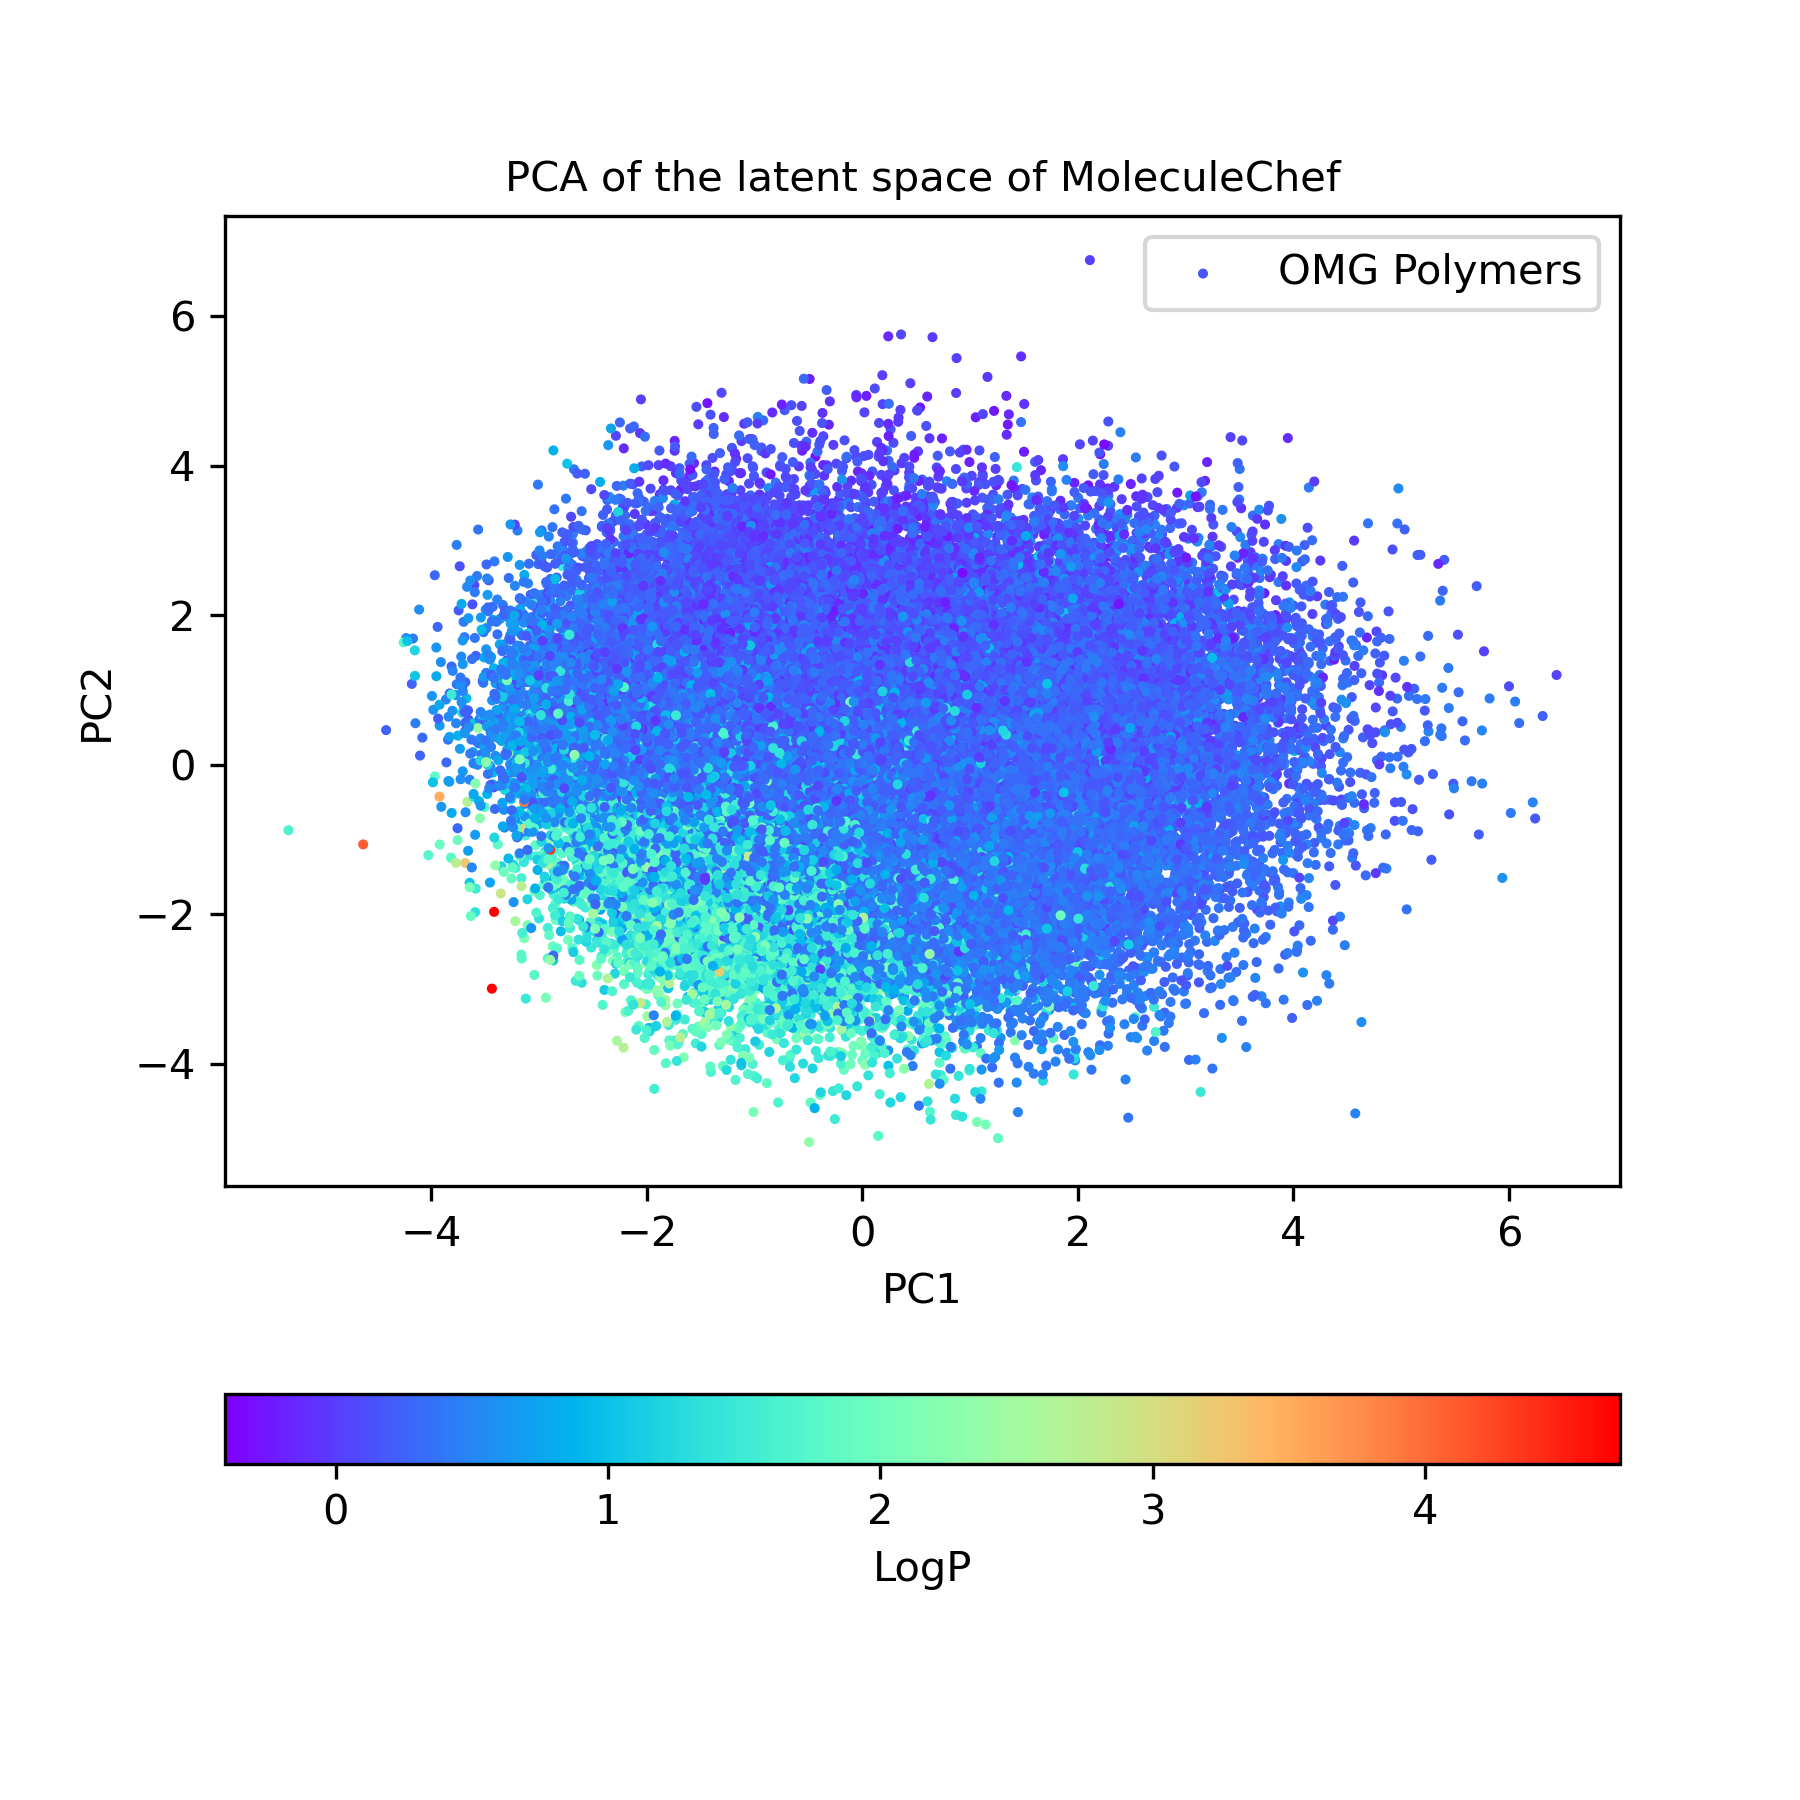 PCA of the latent space of MoleculeChef
OMG Polymers
6
4
2
0
−2
−4
PC2
−4 −2 0 2 4 6
PC1
0 1 2 3 4
LogP